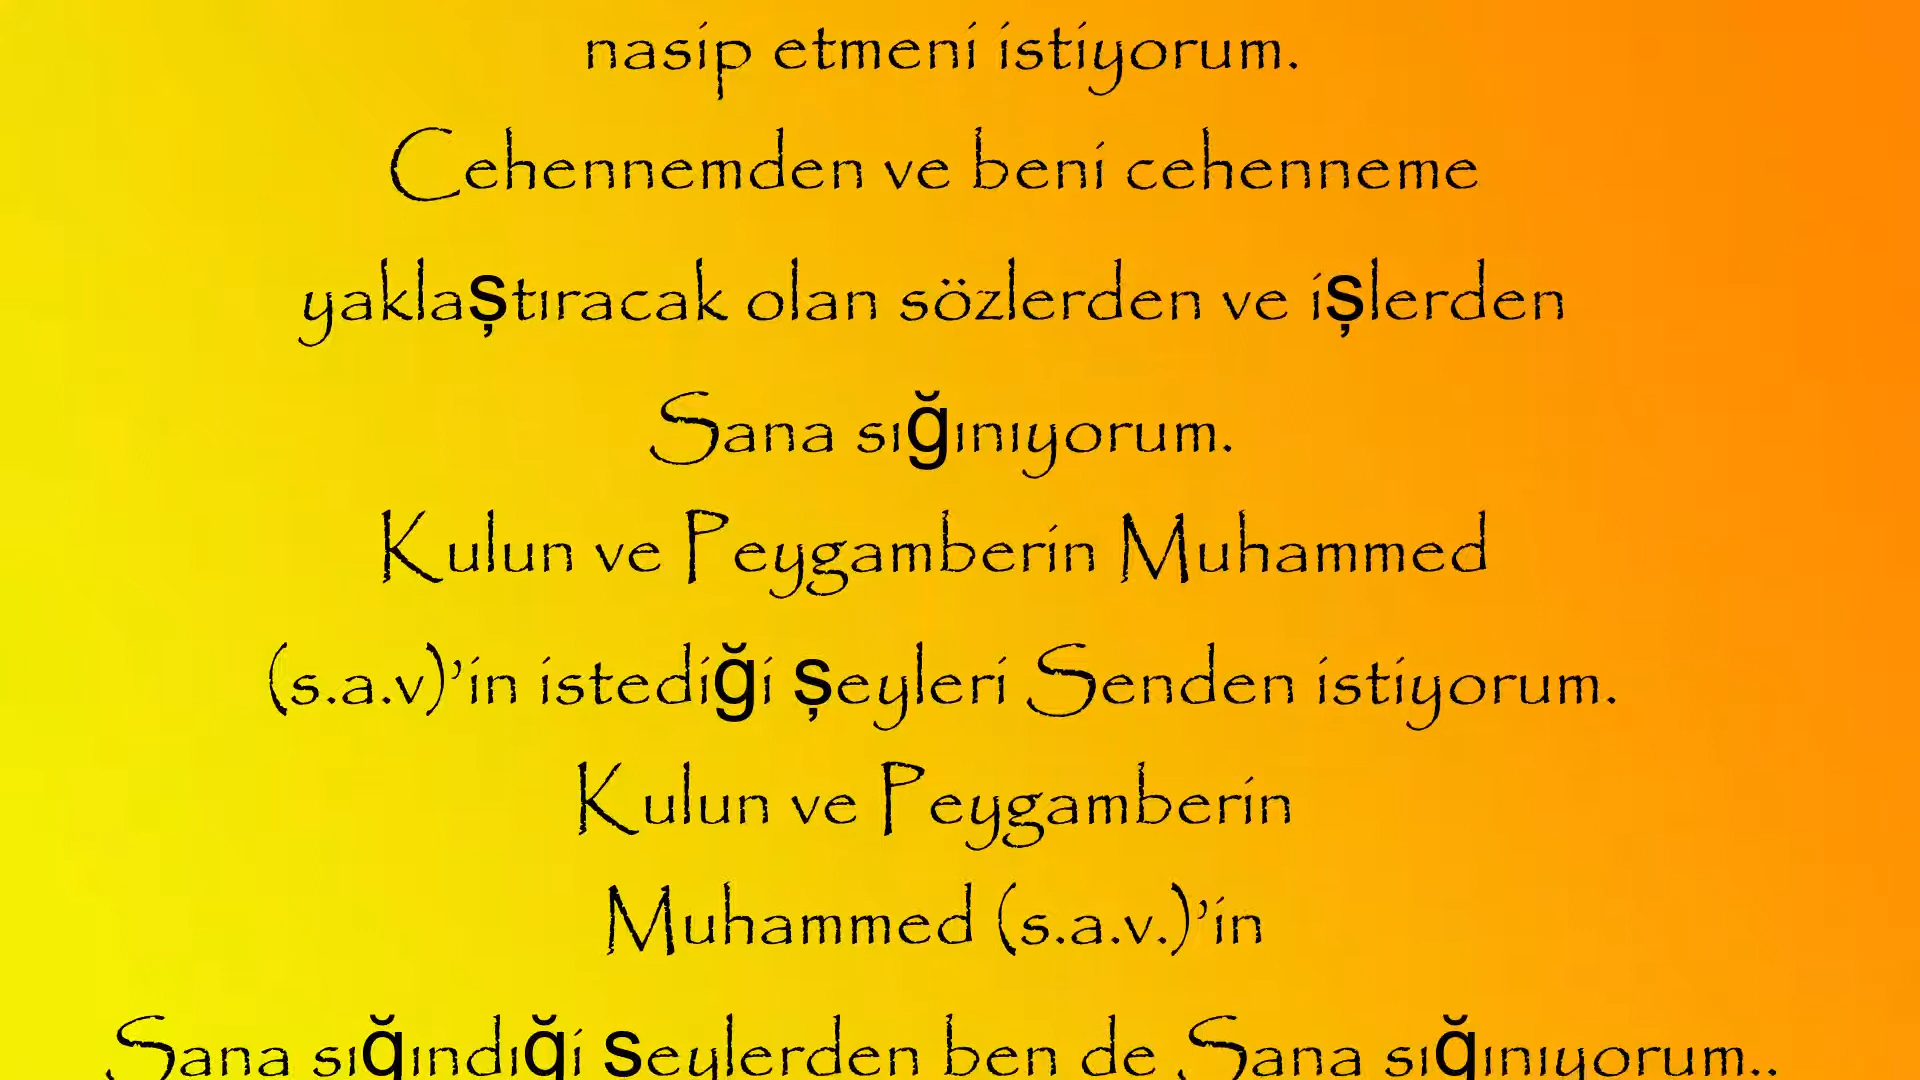 nasip etmeni istiyorum.
Cehennemden ve beni cehenneme
yaklaştıracak olan sözlerden ve işlerden
Sana sığınıyorum.
Kulun ve Peygamberin Muhammed
(s.a.v)’in istediği şeyleri Senden istiyorum.
Kulun ve Peygamberin
Muhammed (s.a.v.)’in
Sana sığındıği şeylerden ben de Sana sığınıyorum..